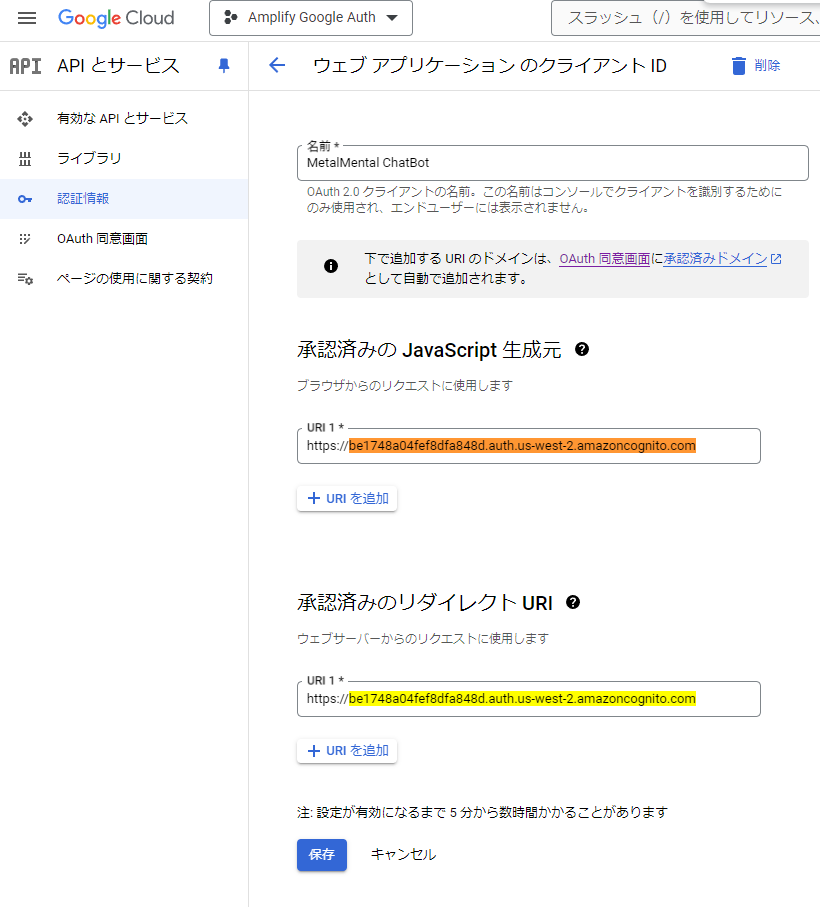 Google Cloud
Amplify Google Auth
スラッシュ（/）を使用してリソース、
API API とサービス
ウェブ アプリケーション のクライアント ID
削除
有効な API とサービス
ライブラリ
認証情報
OAuth 同意画面
ページの使用に関する契約
名前 *
MetalMental ChatBot
OAuth 2.0 クライアントの名前。この名前はコンソールでクライアントを識別するために
のみ使用され、エンドユーザーには表示されません。
下で追加する URI のドメインは、OAuth 同意画面に承認済みドメイン
として自動で追加されます。
承認済みの JavaScript 生成元
ブラウザからのリクエストに使用します
URI 1 *
https://be1748a04fef8dfa848d.auth.us-west-2.amazoncognito.com
+ URI を追加
承認済みのリダイレクト URI
ウェブサーバーからのリクエストに使用します
URI 1 *
https://be1748a04fef8dfa848d.auth.us-west-2.amazoncognito.com
+ URI を追加
注: 設定が有効になるまで 5 分から数時間かかることがあります
保存
キャンセル